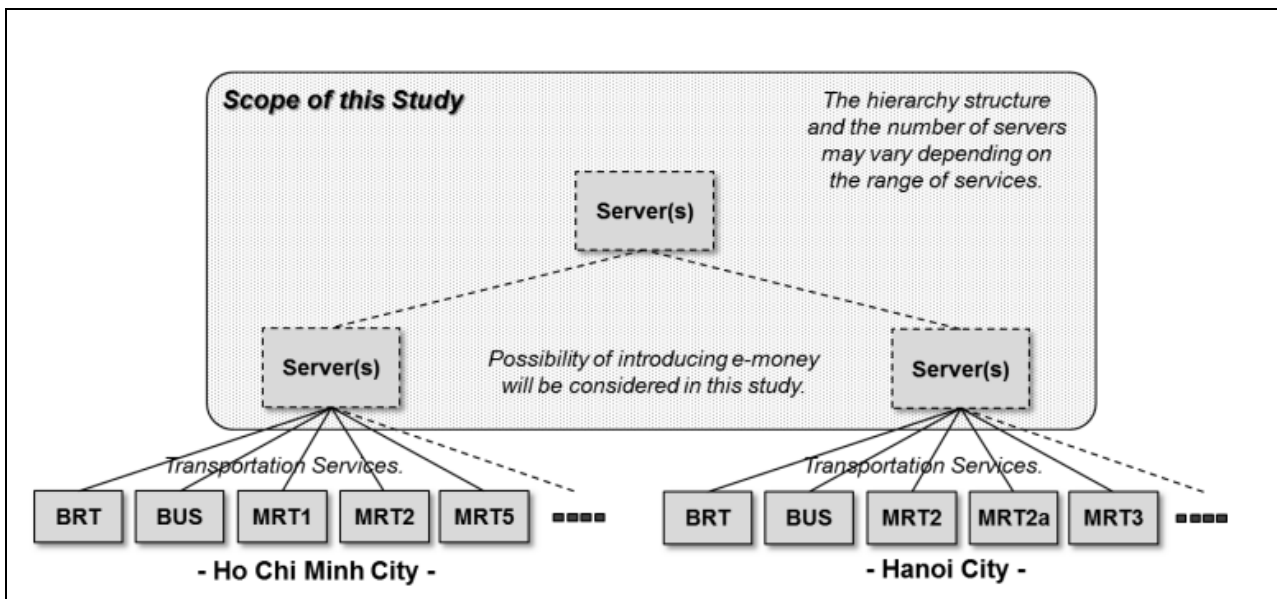 Scope of this Study
The hierarchy structure
and the number of servers
may vary depending on
the range of services.
Server(s)
Server(s)
Possibility of introducing e-money
will be considered in this study.
Server(s)
Transportation Services.
Transportation Services.
BRT
BUS
MRT1
MRT2
MRT5
BRT
BUS
MRT2
MRT2a
MRT3
- Ho Chi Minh City -
- Hanoi City -